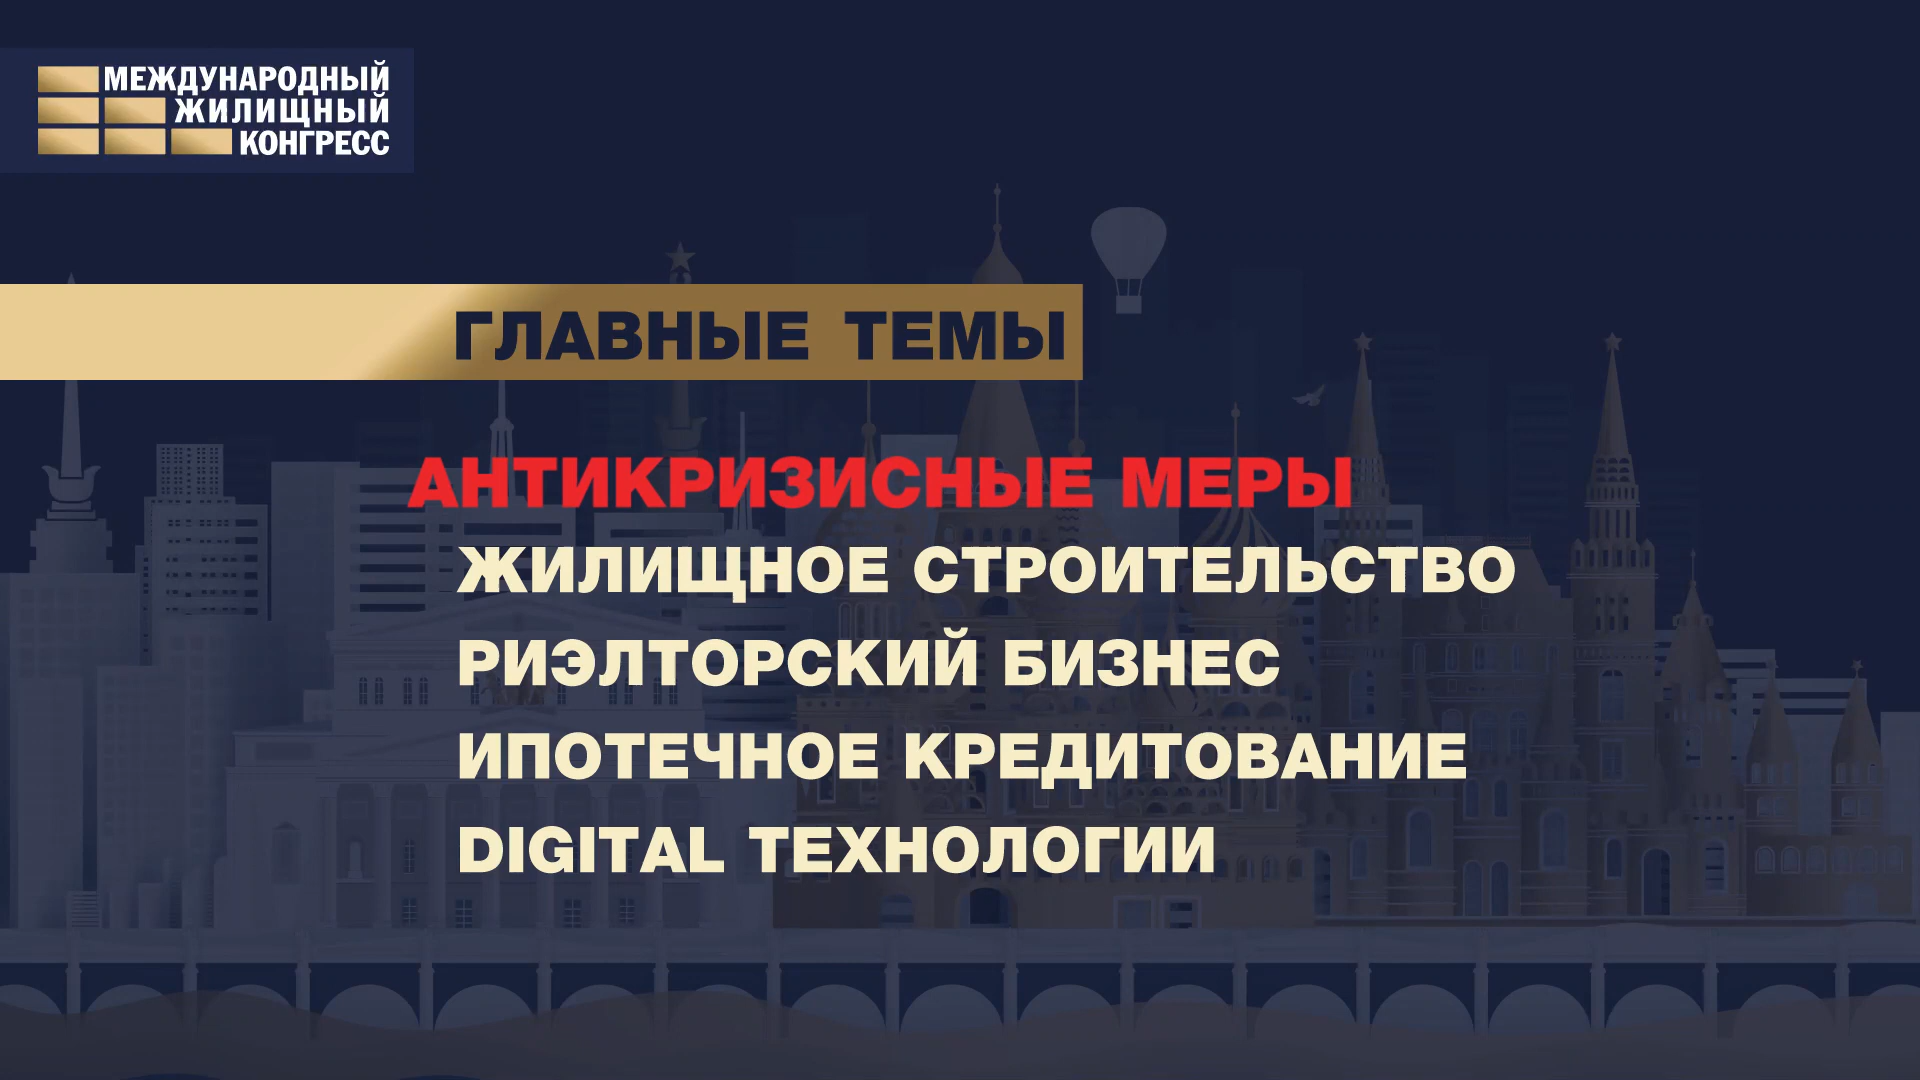 МЕЖДУНАРОДНЫЙ
ЖИЛИЩНЫЙ
КОНГРЕСС
ГЛАВНЫЕ ТЕМЫ
АНТИКРИЗИСНЫЕ МЕРЫ
ЖИЛИЩНОЕ СТРОИТЕЛЬСТВО
РИЭЛТОРСКИЙ БИЗНЕС
ИПОТЕЧНОЕ КРЕДИТОВАНИЕ
DIGITAL ТЕХНОЛОГИИ